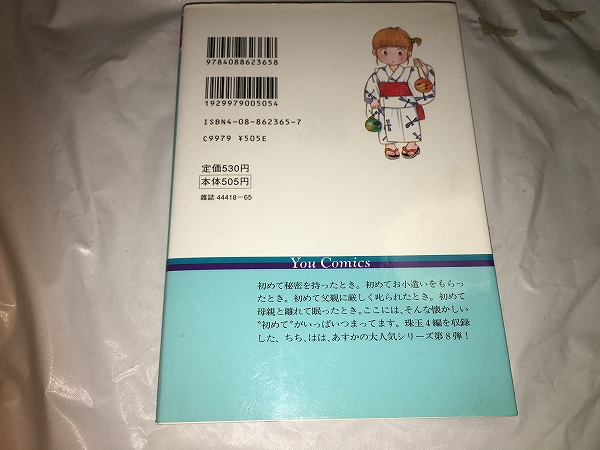 9784088623658
1929979005054
ISBN4-08-862365-7
C9979 ¥505E
定価530円
本体505円
雑誌 44418-65
You Comics
初めて秘密を持ったとき。初めてお小遣いをもらっ
たとき。初めて父親に厳しく叱られたとき。初めて
母親と離れて眠ったとき。ここには、そんな懐かしい
“初めて”がいっぱいつまってます。珠玉4編を収録
した、ちち、はは、あすかの大人気シリーズ第8弾!